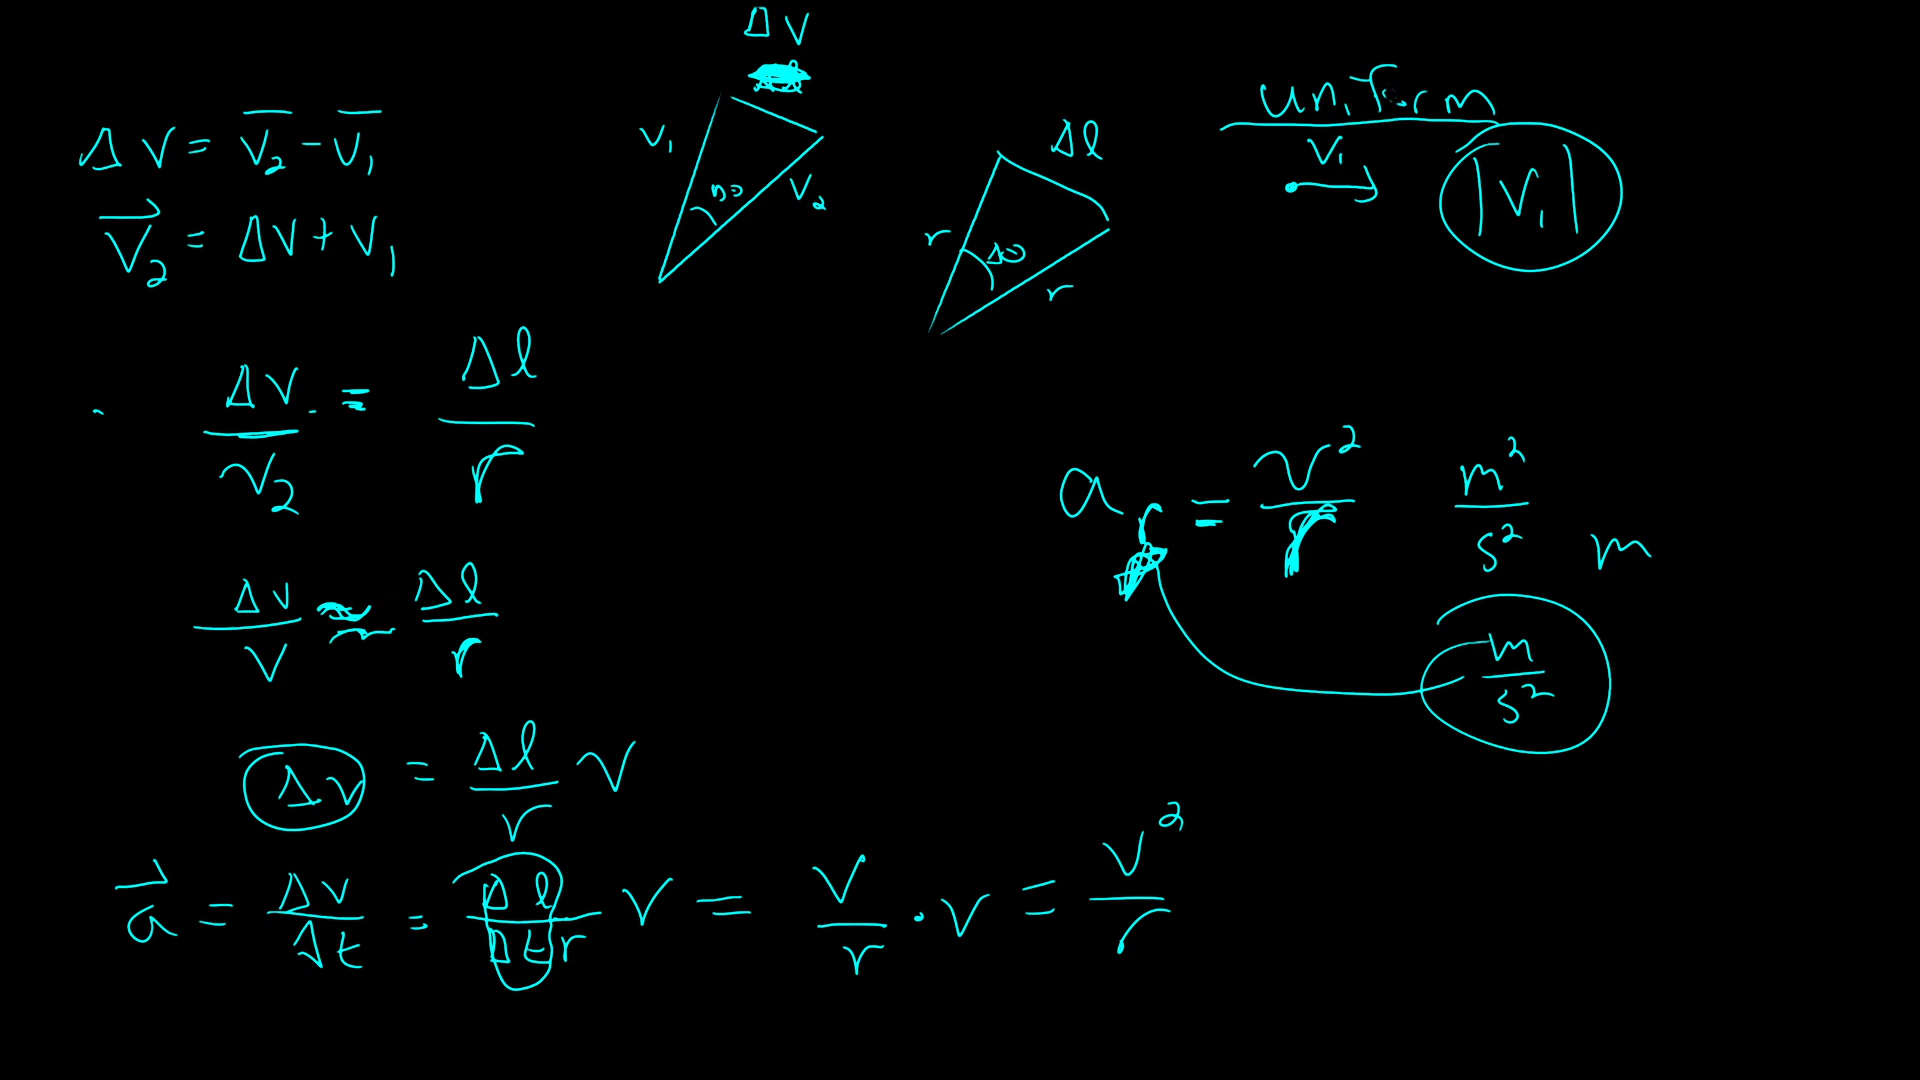 ΔV
uniform
ΔV = V₂ - V₁
V₁
V₂
Δl
r
Δθ
r
V₁
|V₁|
V₂ = ΔV + V₁
ΔV / V₂ = Δl / r
a_r = v² / r
m² / s² m
m / s²
ΔV / V ≈ Δl / r
ΔV = Δl / r V
a = ΔV / Δt = Δl / Δt r V = V / r · V = V² / r